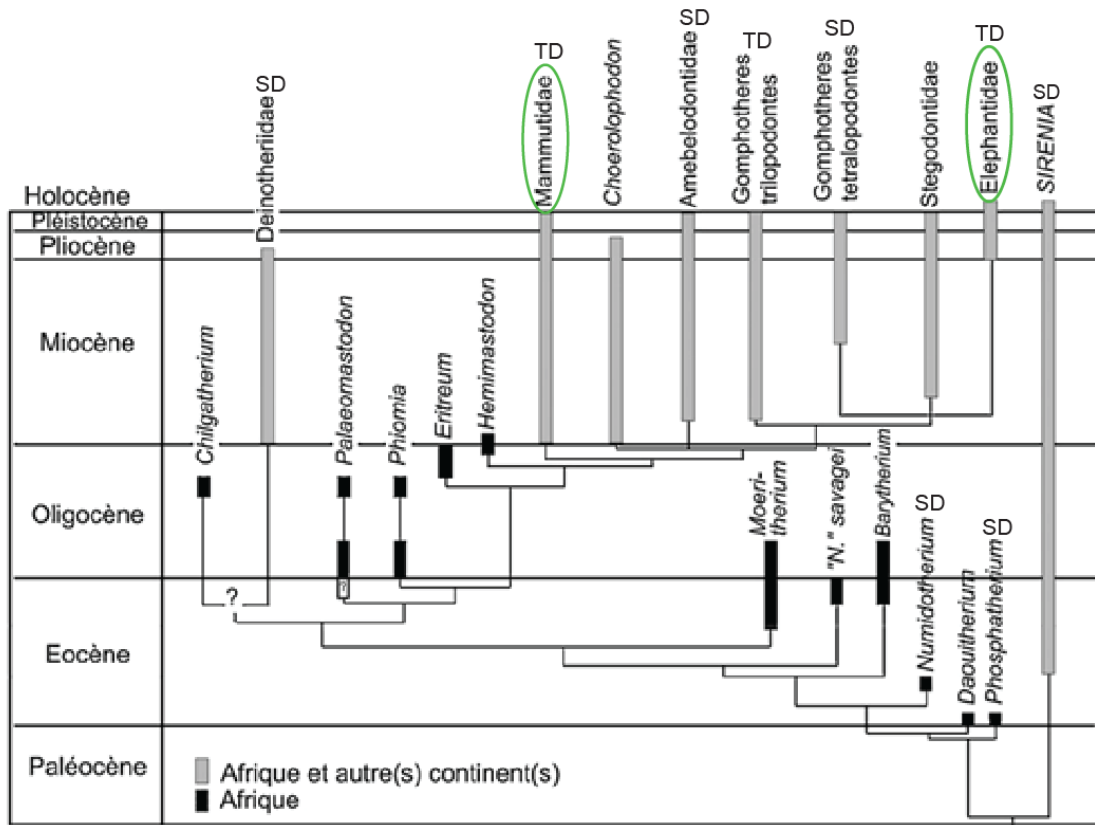 SD
Deinotheriidae
TD
Mammutidae
Choerolophodon
SD
Amebelodontidae
TD
Gomphotheres
trilopodontes
SD
Gomphotheres
tetralopodontes
Stegodontidae
TD
Elephantidae
SD
SIRENIA
Holocène
Pléistocène
Pliocène
Miocène
Chilgatherium
Palaeomastodon
Phiomia
Eritreum
Hemimastodon
Oligocène
Moeri-
therium
"N." savagei
Barytherium
SD
Numidotherium
SD
Daouitherium
Phosphatherium
?
?
Eocène
Paléocène
Afrique et autre(s) continent(s)
Afrique